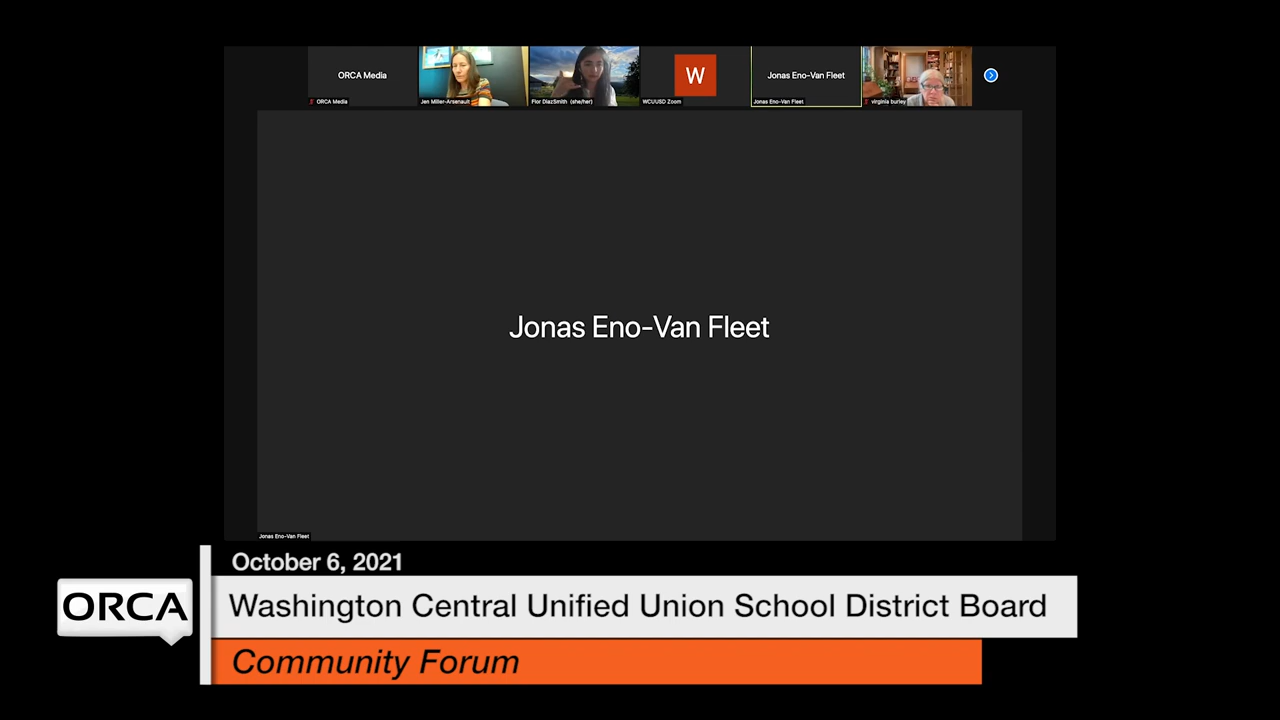 ORCA Media
W
Jonas Eno-Van Fleet
ORCA Media
Jen Miller-Arsenault
Flor DiazSmith (she/her)
WCUUSD Zoom
Jonas Eno-Van Fleet
virginia burley
Jonas Eno-Van Fleet
Jonas Eno-Van Fleet
October 6, 2021
ORCA
Washington Central Unified Union School District Board
Community Forum